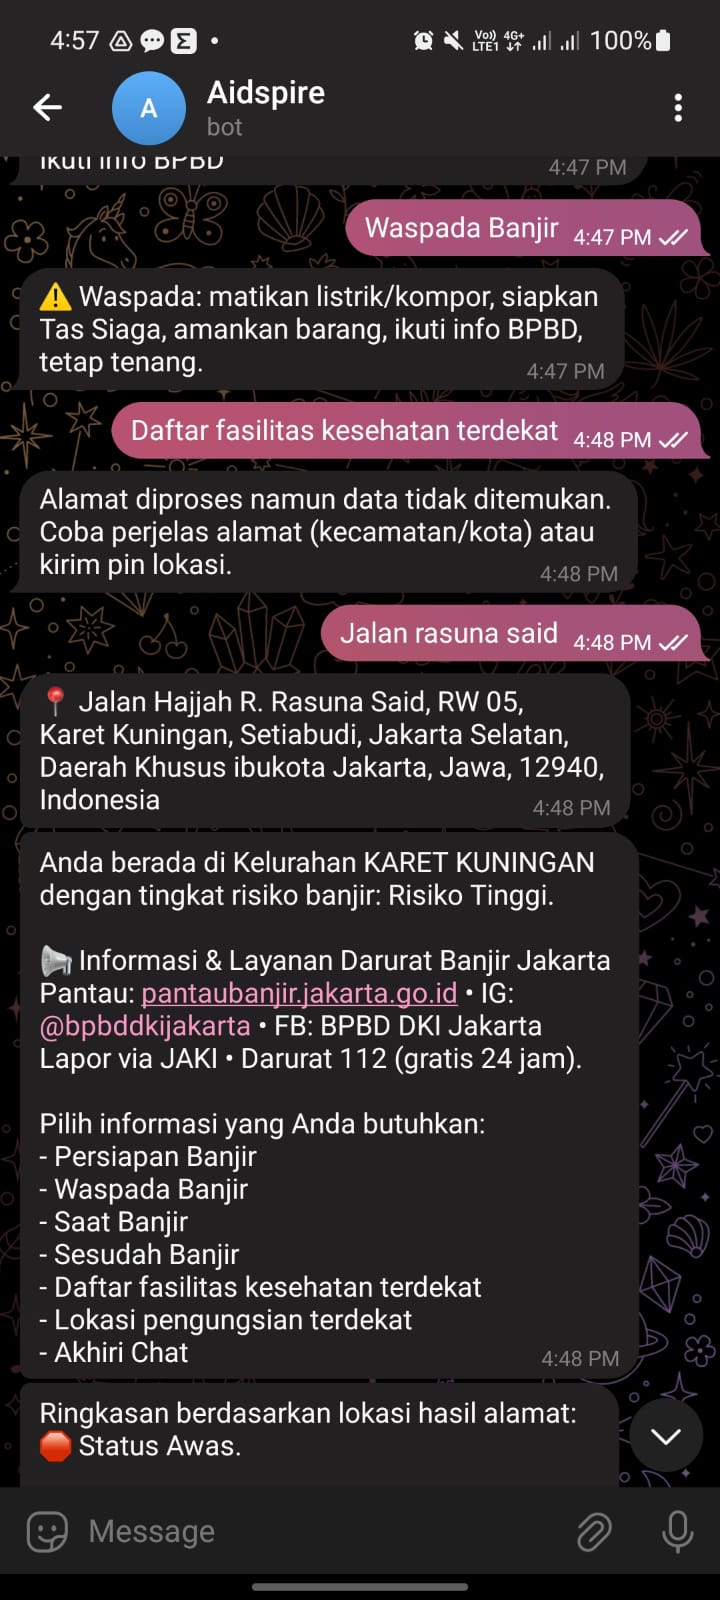 4:57
Vo)) LTE1 4G+ 100%
A
Aidspire
bot
Ikuti info BPBD
4:47 PM
Waspada Banjir 4:47 PM
⚠️ Waspada: matikan listrik/kompor, siapkan
Tas Siaga, amankan barang, ikuti info BPBD,
tetap tenang.
4:47 PM
Daftar fasilitas kesehatan terdekat 4:48 PM
Alamat diproses namun data tidak ditemukan.
Coba perjelas alamat (kecamatan/kota) atau
kirim pin lokasi.
4:48 PM
Jalan rasuna said 4:48 PM
📍 Jalan Hajjah R. Rasuna Said, RW 05,
Karet Kuningan, Setiabudi, Jakarta Selatan,
Daerah Khusus ibukota Jakarta, Jawa, 12940,
Indonesia
4:48 PM
Anda berada di Kelurahan KARET KUNINGAN
dengan tingkat risiko banjir: Risiko Tinggi.
📢 Informasi & Layanan Darurat Banjir Jakarta
Pantau: pantaubanjir.jakarta.go.id • IG:
@bpbddkijakarta • FB: BPBD DKI Jakarta
Lapor via JAKI • Darurat 112 (gratis 24 jam).
Pilih informasi yang Anda butuhkan:
- Persiapan Banjir
- Waspada Banjir
- Saat Banjir
- Sesudah Banjir
- Daftar fasilitas kesehatan terdekat
- Lokasi pengungsian terdekat
- Akhiri Chat
4:48 PM
Ringkasan berdasarkan lokasi hasil alamat:
🛑 Status Awas.
Message